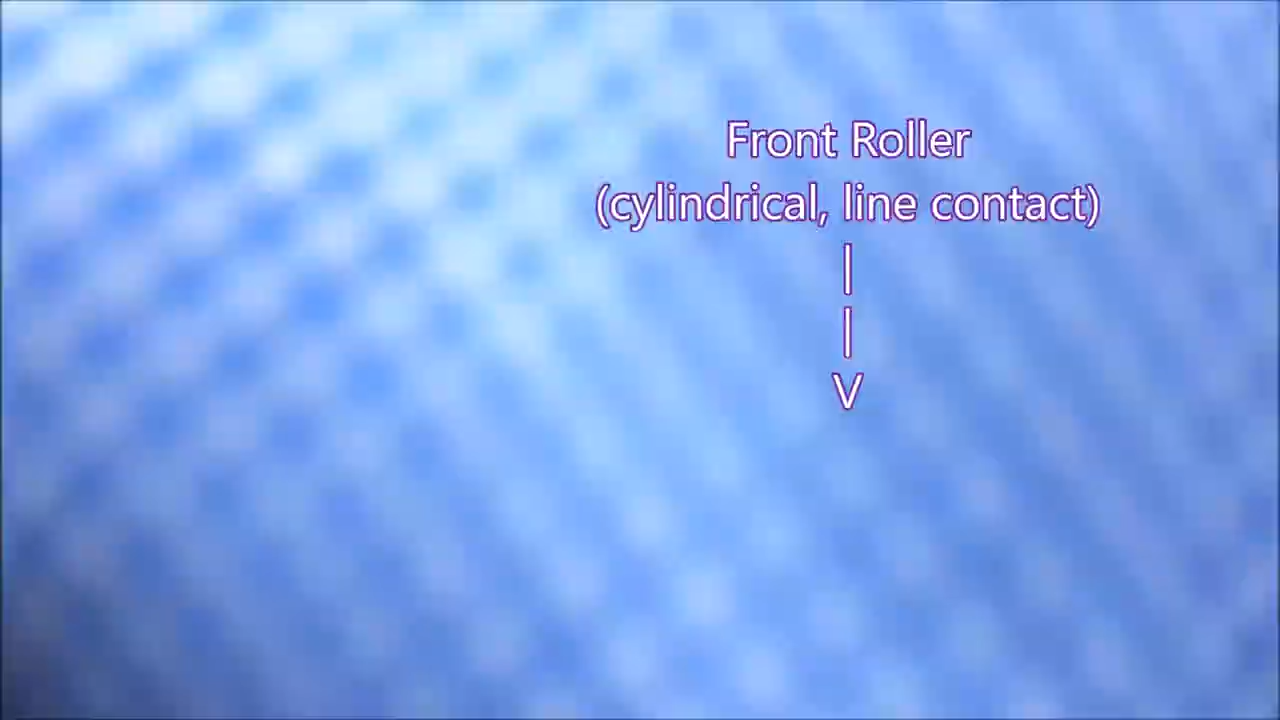 Front Roller
(cylindrical, line contact)
|
|
V